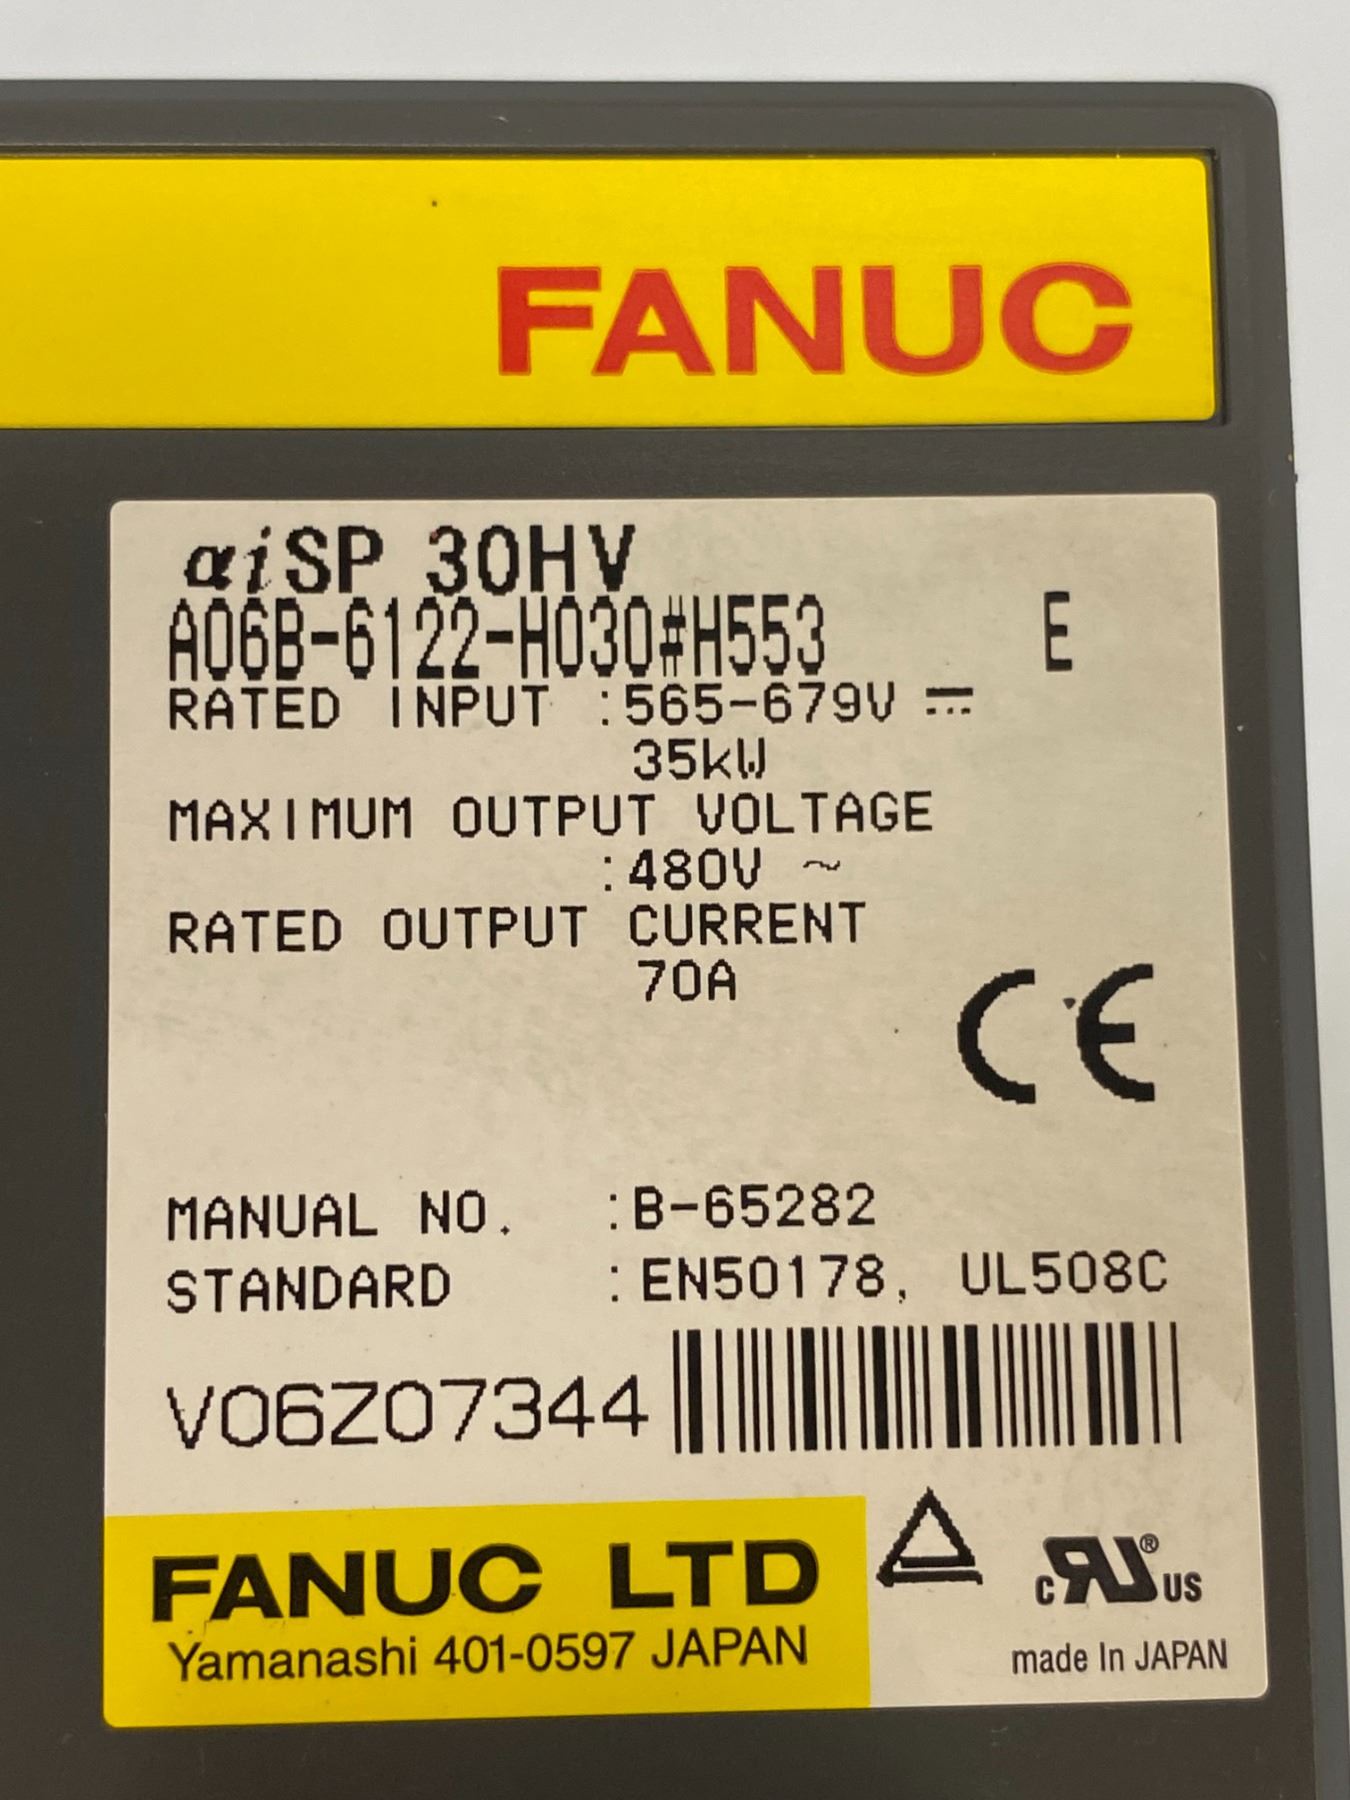 FANUC
αiSP 30HV
A06B-6122-H030#H553 E
RATED INPUT :565-679V ⎓
35kW
MAXIMUM OUTPUT VOLTAGE
:480V ~
RATED OUTPUT CURRENT
70A
CE
MANUAL NO. :B-65282
STANDARD :EN50178, UL508C
V06Z07344
FANUC LTD
Yamanashi 401-0597 JAPAN
c RU ® US
made In JAPAN